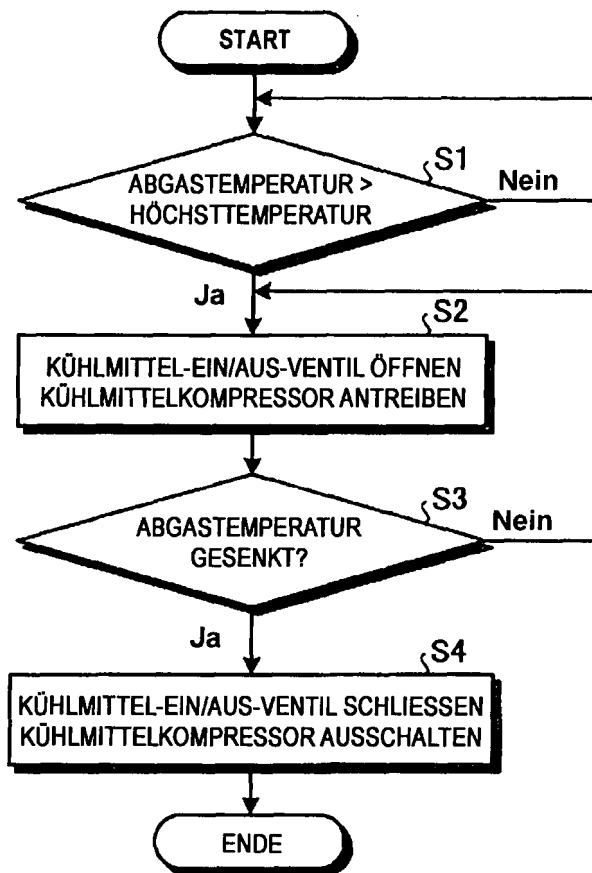 START
S1
ABGASTEMPERATUR >
HÖCHSTTEMPERATUR
Nein
Ja
S2
KÜHLMITTEL-EIN/AUS-VENTIL ÖFFNEN
KÜHLMITTELKOMPRESSOR ANTREIBEN
S3
ABGASTEMPERATUR
GESENKT?
Nein
Ja
S4
KÜHLMITTEL-EIN/AUS-VENTIL SCHLIESSEN
KÜHLMITTELKOMPRESSOR AUSSCHALTEN
ENDE